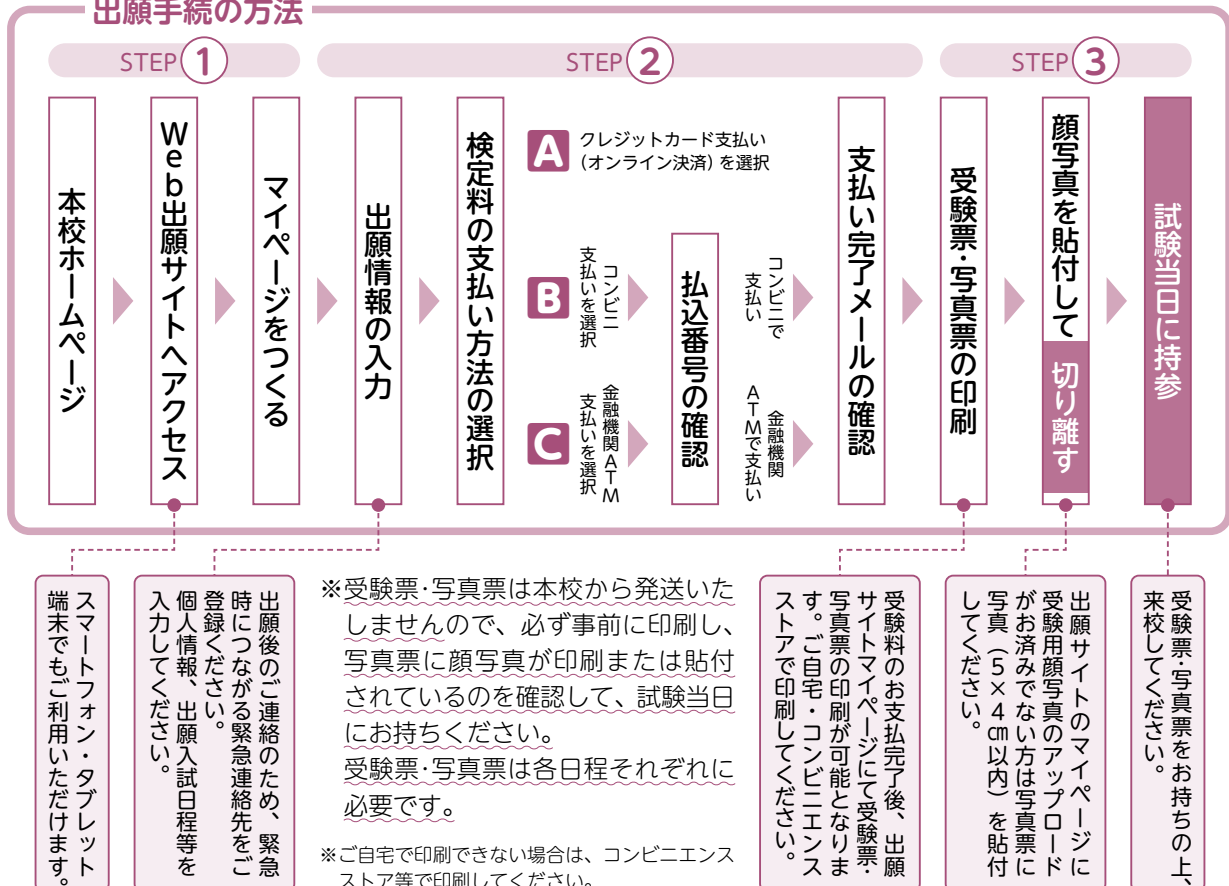 出願手続の方法
STEP 1
本校ホームページ
Web出願サイトへアクセス
マイページをつくる
STEP 2
出願情報の入力
検定料の支払い方法の選択
A
クレジットカード支払い
(オンライン決済)を選択
B
コンビニ
支払いを選択
C
金融機関ATM
支払いを選択
払込番号の確認
コンビニで
支払い
金融機関
ATMで支払い
支払い完了メールの確認
STEP 3
受験票・写真票の印刷
顔写真を貼付して
切り離す
試験当日に持参
スマートフォン・タブレット
端末でもご利用いただけます。
出願後のご連絡のため、緊急
時につながる緊急連絡先をご
登録ください。
個人情報、出願入試日程等を
入力してください。
※受験票・写真票は本校から発送いた
しませんので、必ず事前に印刷し、
写真票に顔写真が印刷または貼付
されているのを確認して、試験当日
にお持ちください。
受験票・写真票は各日程それぞれに
必要です。
※ご自宅で印刷できない場合は、コンビニエンス
ストア等で印刷してください。
受験料のお支払完了後、出願
サイトマイページにて受験票・
写真票の印刷が可能となりま
す。ご自宅・コンビニエンス
ストアで印刷してください。
出願サイトのマイページに
受験用顔写真のアップロード
がお済みでない方は写真票に
写真(5×4㎝以内)を貼付
してください。
受験票・写真票をお持ちの上、
来校してください。